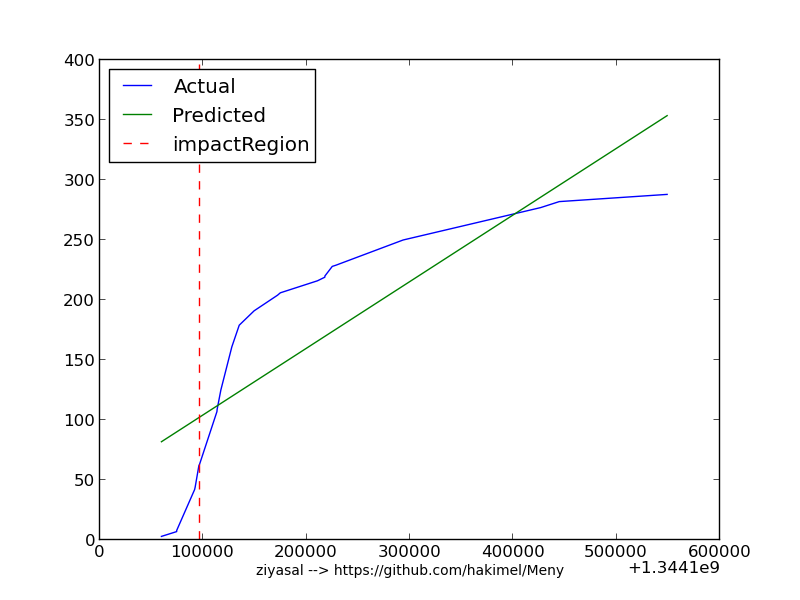 400
350
300
250
200
150
100
50
0
Actual
Predicted
impactRegion
0 100000 200000 300000 400000 500000 600000
+1.3441e9
ziyasal --> https://github.com/hakimel/Meny